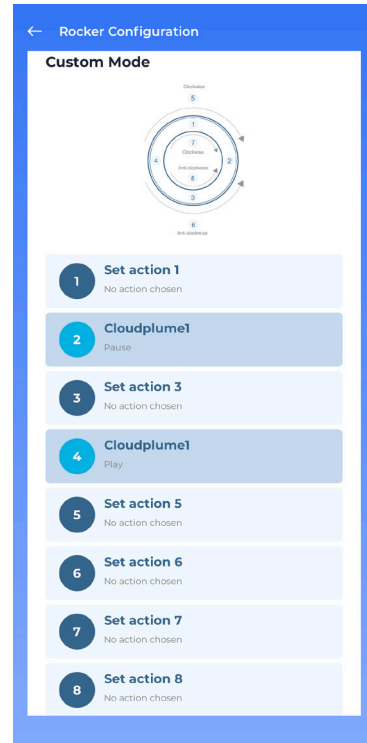 Rocker Configuration
Custom Mode
Clockwise
5
1
7
Clockwise
4
2
Anti-clockwise
8
3
6
Anti-clockwise
1
Set action 1
No action chosen
2
Cloudplume1
Pause
3
Set action 3
No action chosen
4
Cloudplume1
Play
5
Set action 5
No action chosen
6
Set action 6
No action chosen
7
Set action 7
No action chosen
8
Set action 8
No action chosen